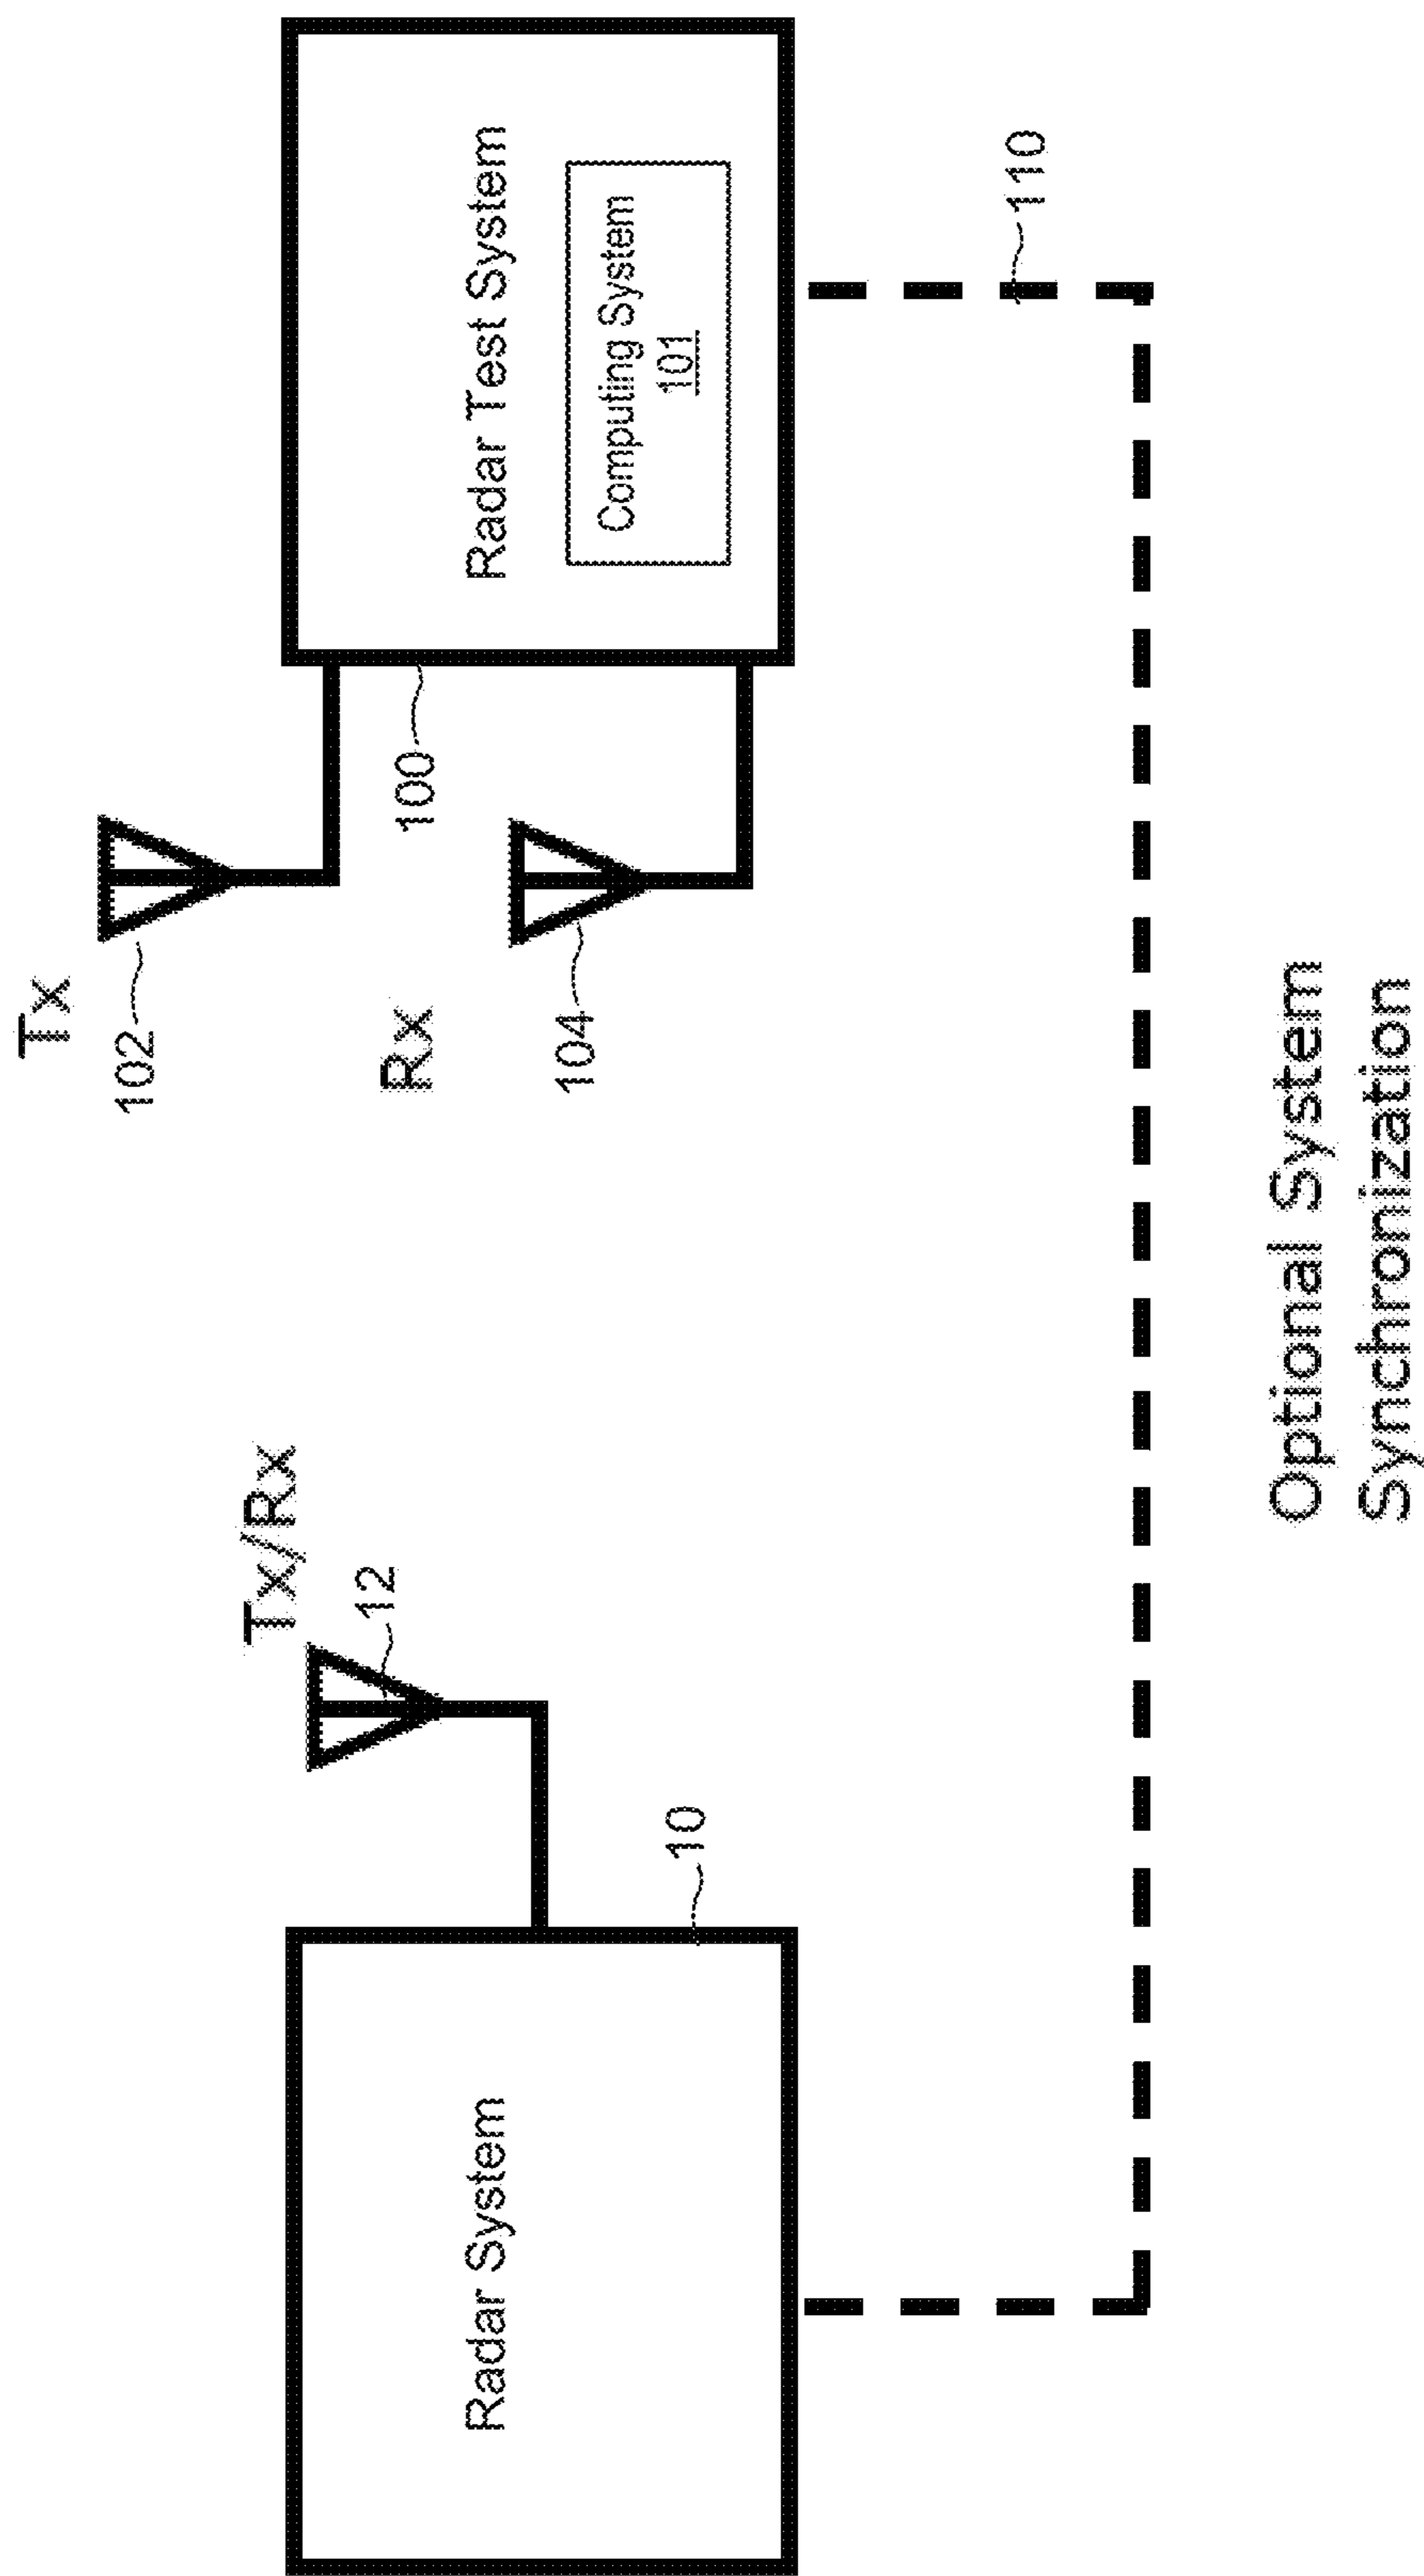 Tx
102
Rx
104
100
Radar Test System
Computing System
101
Tx/Rx
12
10
Radar System
110
Optional System
Synchronization